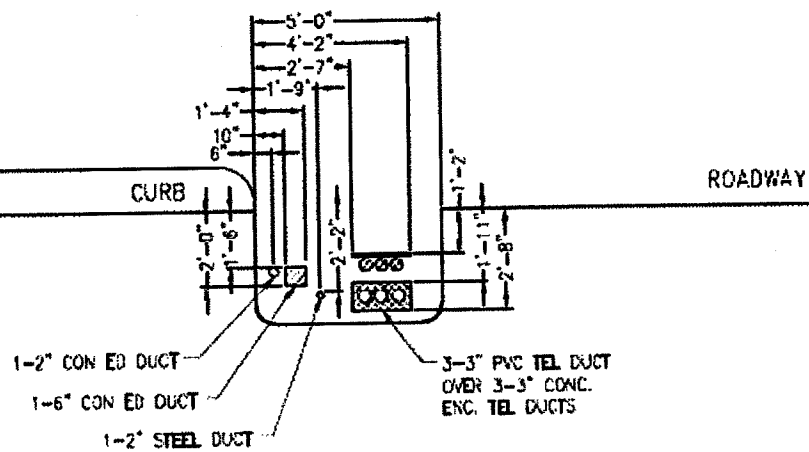 5'-0"
4'-2"
2'-7"
1'-9"
1'-4"
10"
6"
CURB
ROADWAY
2'-0"
1'-6"
2'-2"
1'-2"
1'-11"
2'-8"
1-2" CON ED DUCT
1-6" CON ED DUCT
1-2" STEEL DUCT
3-3" PVC TEL DUCT
OVER 3-3" CONC.
ENC. TEL DUCTS